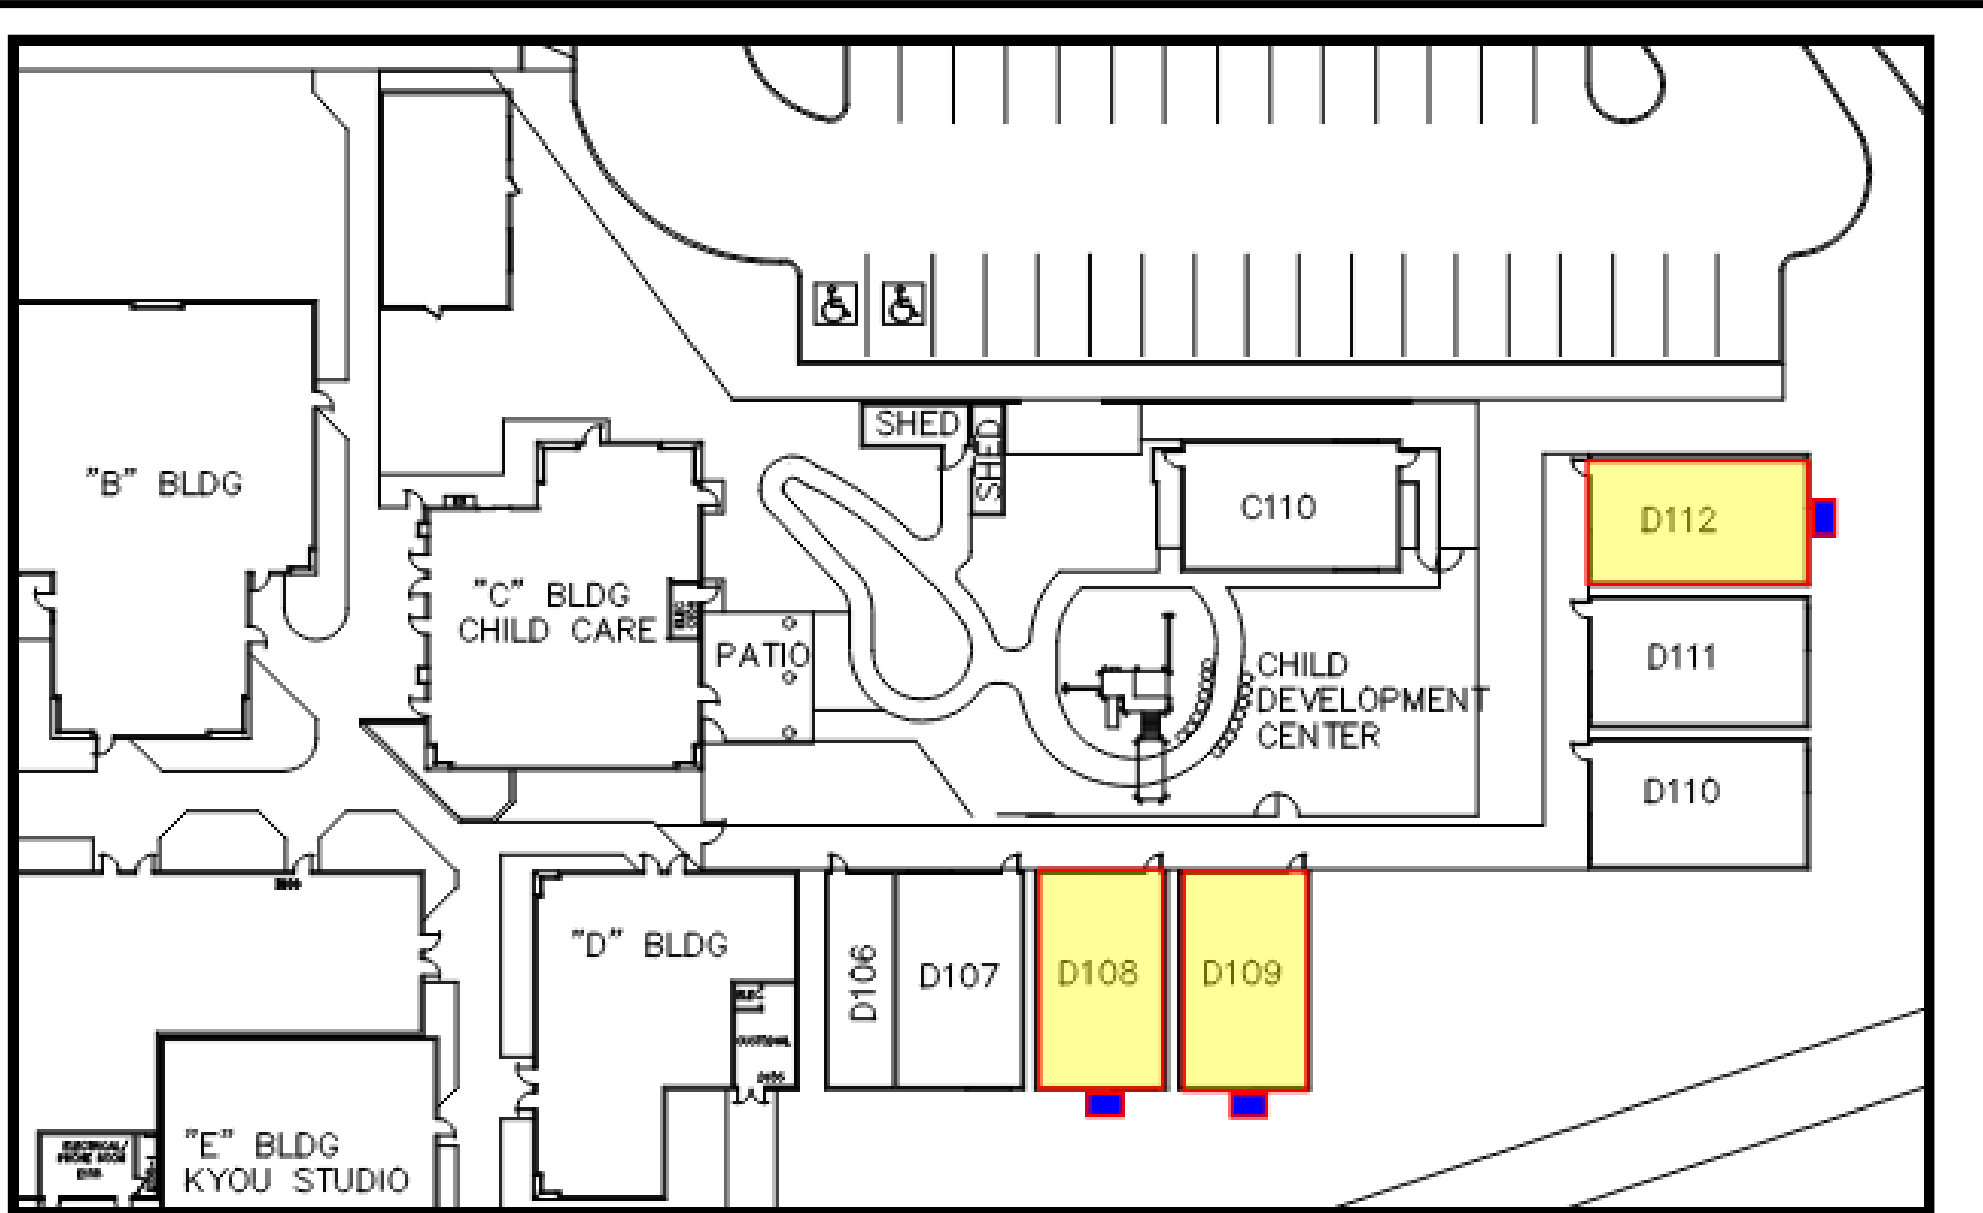 SHED
SHED
"B" BLDG
C110
D112
"C" BLDG
CHILD CARE
PATIO
CHILD
DEVELOPMENT
CENTER
D111
D110
"D" BLDG
D106
D107
D108
D109
"E" BLDG
KYOU STUDIO